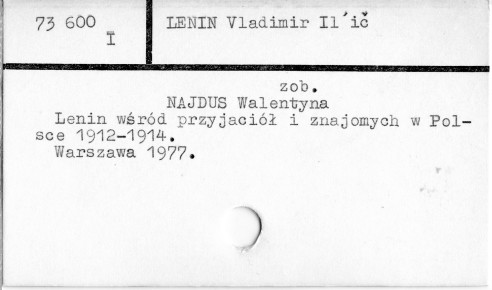 73 600
I
LENIN Vladimir Il´ič
zob.
NAJDUS Walentyna
Lenin wśród przyjaciół i znajomych w Pol-
sce 1912-1914.
Warszawa 1977.